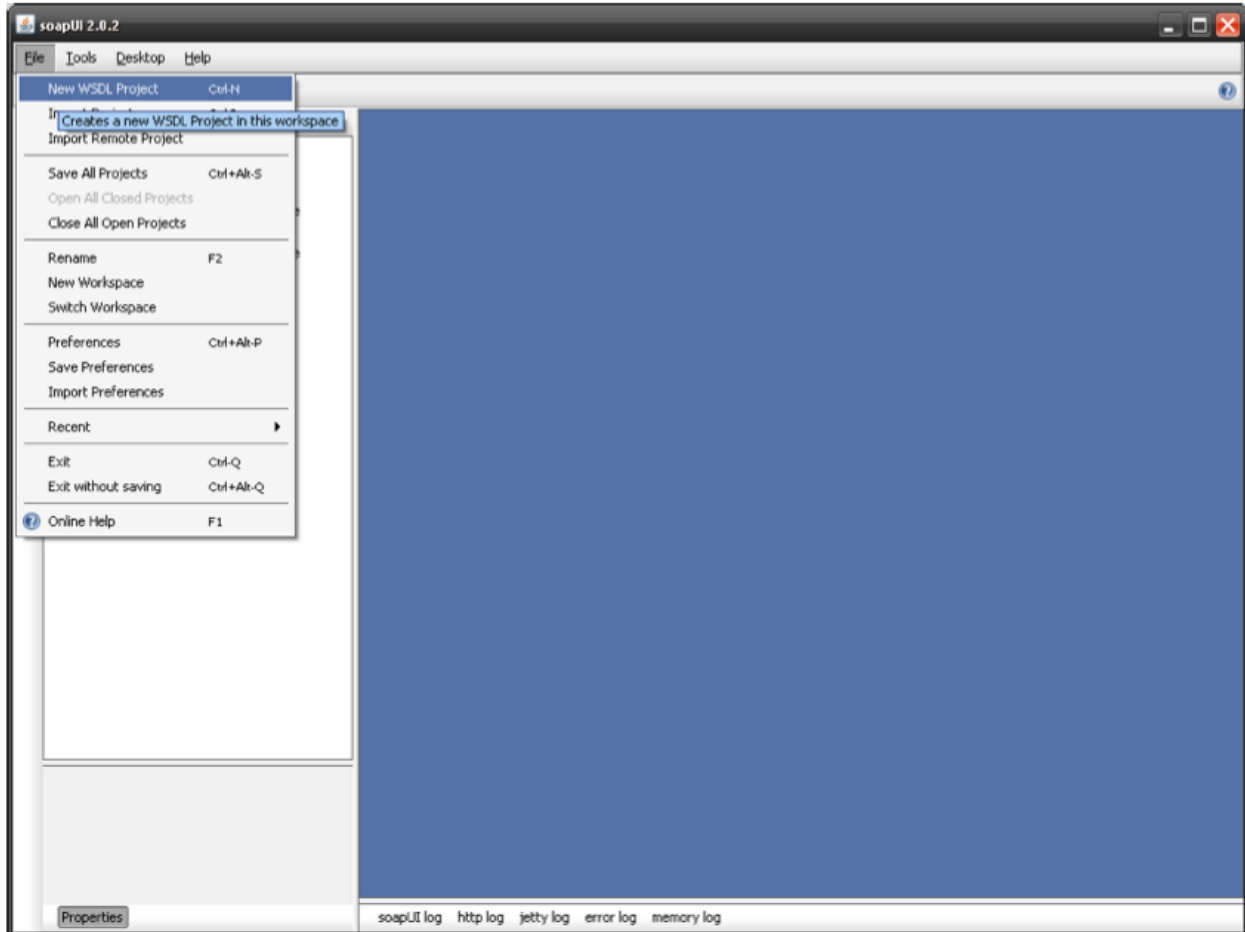 soapUI 2.0.2
File Tools Desktop Help
New WSDL Project Ctrl-N
Creates a new WSDL Project in this workspace
Import Remote Project
Save All Projects Ctrl+Alt-S
Open All Closed Projects
Close All Open Projects
Rename F2
New Workspace
Switch Workspace
Preferences Ctrl+Alt-P
Save Preferences
Import Preferences
Recent
Exit Ctrl-Q
Exit without saving Ctrl+Alt-Q
Online Help F1
Properties
soapUI log http log jetty log error log memory log